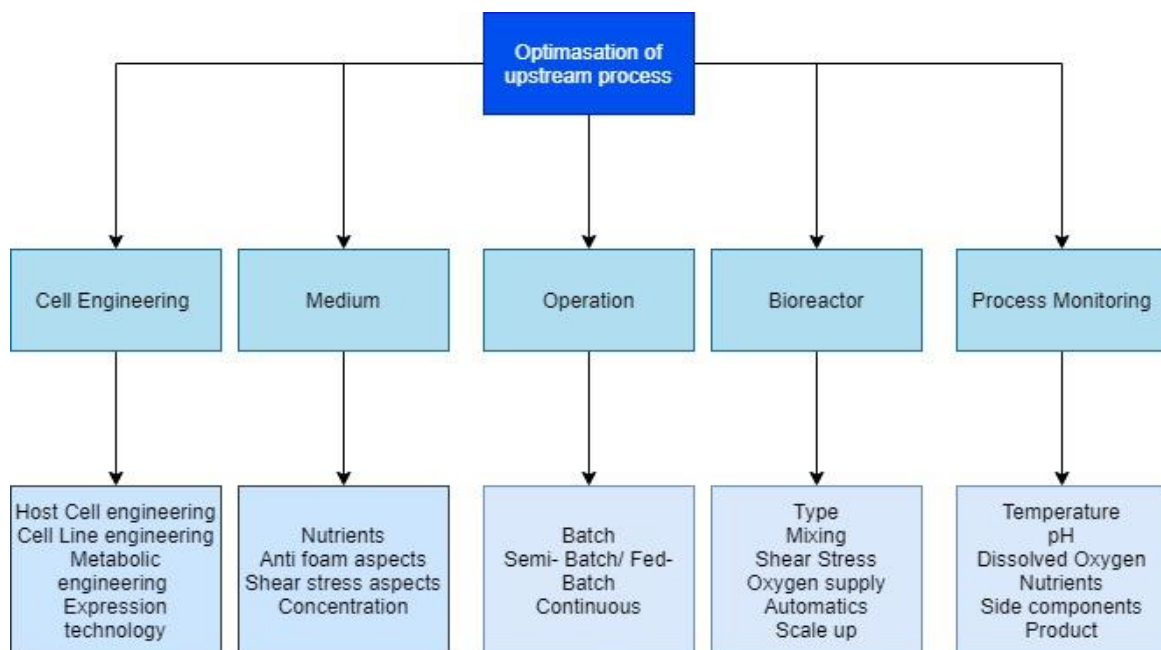 Optimasation of
upstream process
Cell Engineering
Medium
Operation
Bioreactor
Process Monitoring
Host Cell engineering
Cell Line engineering
Metabolic
engineering
Expression
technology
Nutrients
Anti foam aspects
Shear stress aspects
Concentration
Batch
Semi- Batch/ Fed-
Batch
Continuous
Type
Mixing
Shear Stress
Oxygen supply
Automatics
Scale up
Temperature
pH
Dissolved Oxygen
Nutrients
Side components
Product